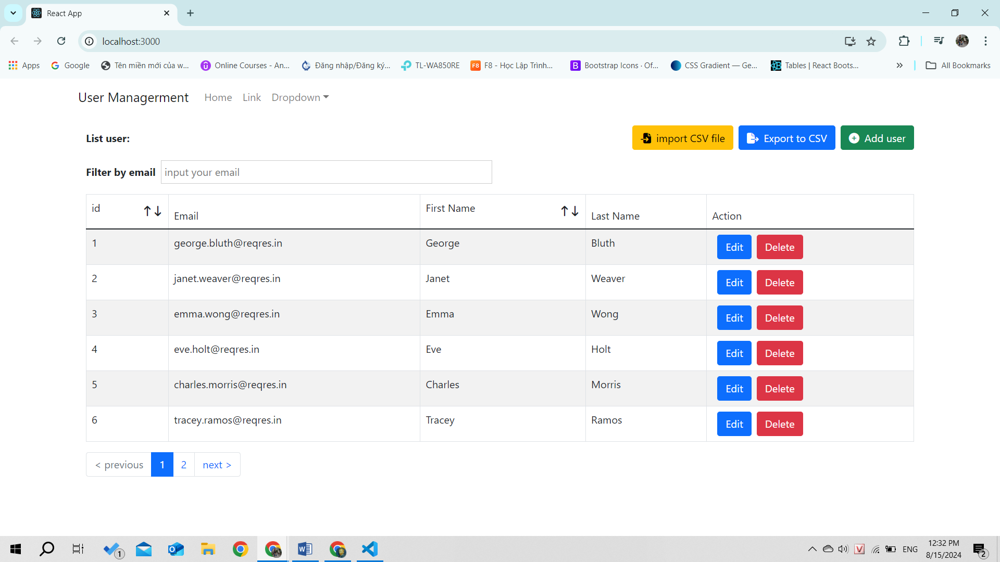 React App
localhost:3000
Apps Google Tên miền mới của w... Online Courses - An... Đăng nhập/Đăng ký... TL-WA850RE F8 - Học Lập Trình... Bootstrap Icons · Of... CSS Gradient — Ge... Tables | React Boots... All Bookmarks
User Managerment Home Link Dropdown
List user: import CSV file Export to CSV Add user
Filter by email input your email
id Email First Name Last Name Action
1 george.bluth@reqres.in George Bluth Edit Delete
2 janet.weaver@reqres.in Janet Weaver Edit Delete
3 emma.wong@reqres.in Emma Wong Edit Delete
4 eve.holt@reqres.in Eve Holt Edit Delete
5 charles.morris@reqres.in Charles Morris Edit Delete
6 tracey.ramos@reqres.in Tracey Ramos Edit Delete
< previous 1 2 next >
1 ENG 12:32 PM
8/15/2024 2